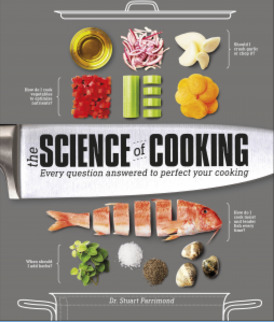 Should I
crush garlic
or chop it?
How do I cook
vegetables
to optimize
nutrients?
the SCIENCE of COOKING
Every question answered to perfect your cooking
How do I
cook moist
and tender
fish every
time?
When should
I add herbs?
Dr. Stuart Farrimond